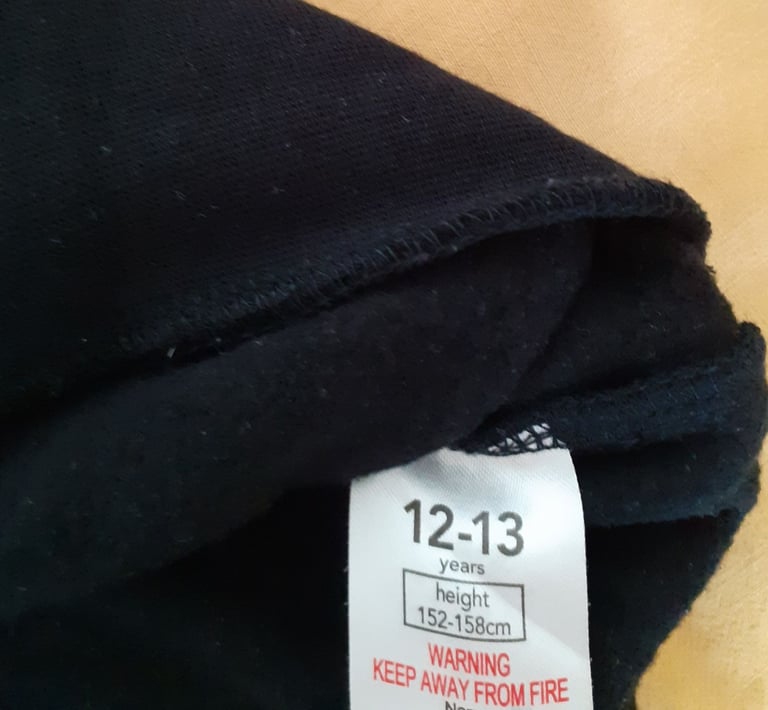 12-13
years
height
152-158cm
WARNING
KEEP AWAY FROM FIRE